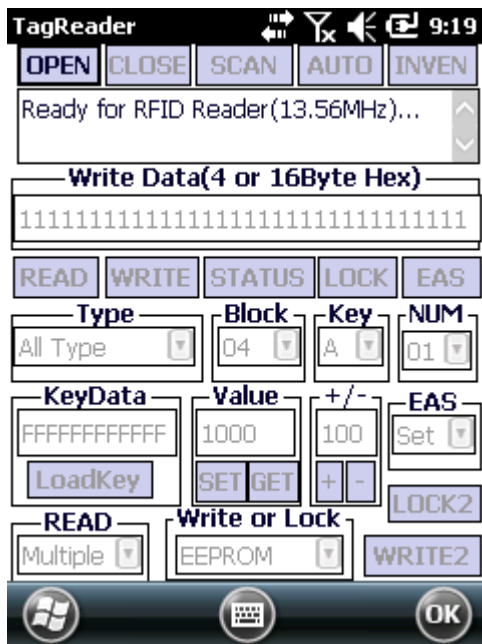 TagReader 9:19
OPEN CLOSE SCAN AUTO INVEN
Ready for RFID Reader(13.56MHz)...
Write Data(4 or 16Byte Hex)
11111111111111111111111111111111
READ WRITE STATUS LOCK EAS
Type Block Key NUM
All Type 04 A 01
KeyData Value +/- EAS
FFFFFFFFFFFF 1000 100 Set
LoadKey SET GET + - LOCK2
READ Write or Lock
Multiple EEPROM WRITE2
OK